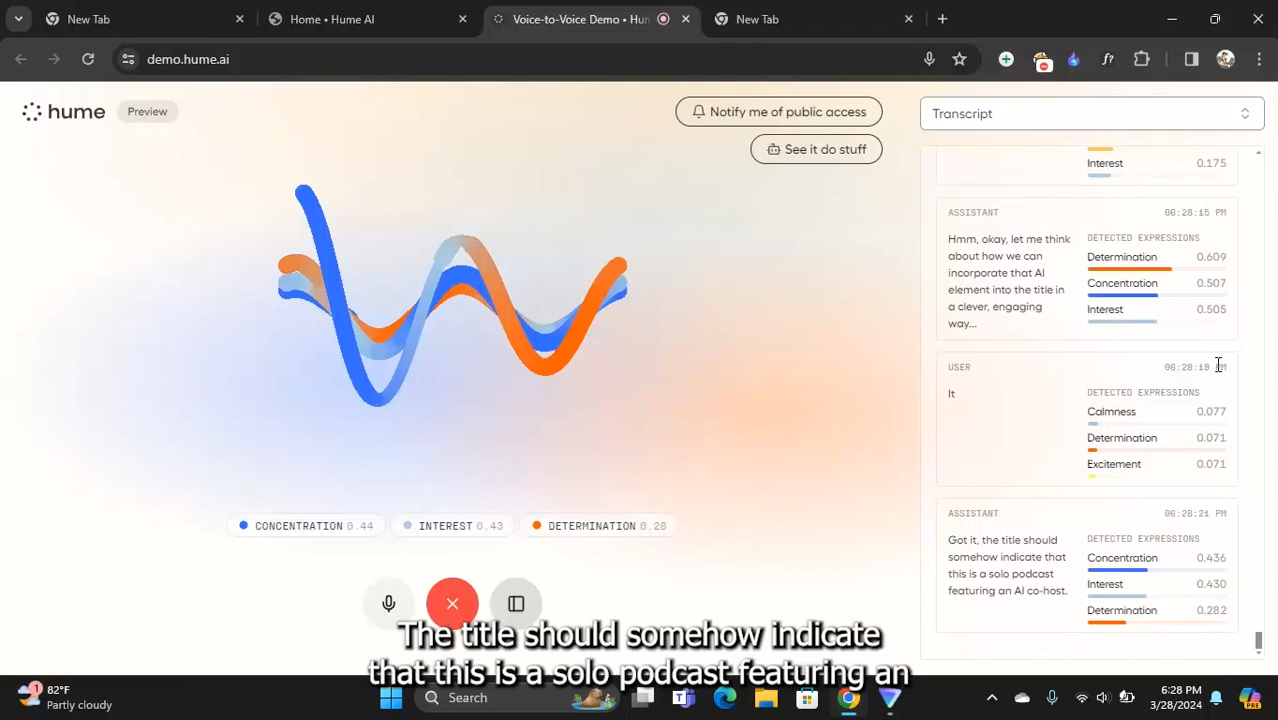 New Tab
Home • Hume AI
Voice-to-Voice Demo • Hum
New Tab
demo.hume.ai
hume
Preview
Notify me of public access
See it do stuff
CONCENTRATION 0.44
INTEREST 0.43
DETERMINATION 0.28
Transcript
Interest 0.175
ASSISTANT 06:28:15 PM
Hmm, okay, let me think
about how we can
incorporate that AI
element into the title in
a clever, engaging
way...
DETECTED EXPRESSIONS
Determination 0.609
Concentration 0.507
Interest 0.505
USER 06:28:19 PM
It
DETECTED EXPRESSIONS
Calmness 0.077
Determination 0.071
Excitement 0.071
ASSISTANT 06:28:21 PM
Got it, the title should
somehow indicate that
this is a solo podcast
featuring an AI co-host.
DETECTED EXPRESSIONS
Concentration 0.436
Interest 0.430
Determination 0.282
The title should somehow indicate
that this is a solo podcast featuring an
1
82°F
Partly cloudy
Search
6:28 PM
3/28/2024
PRE